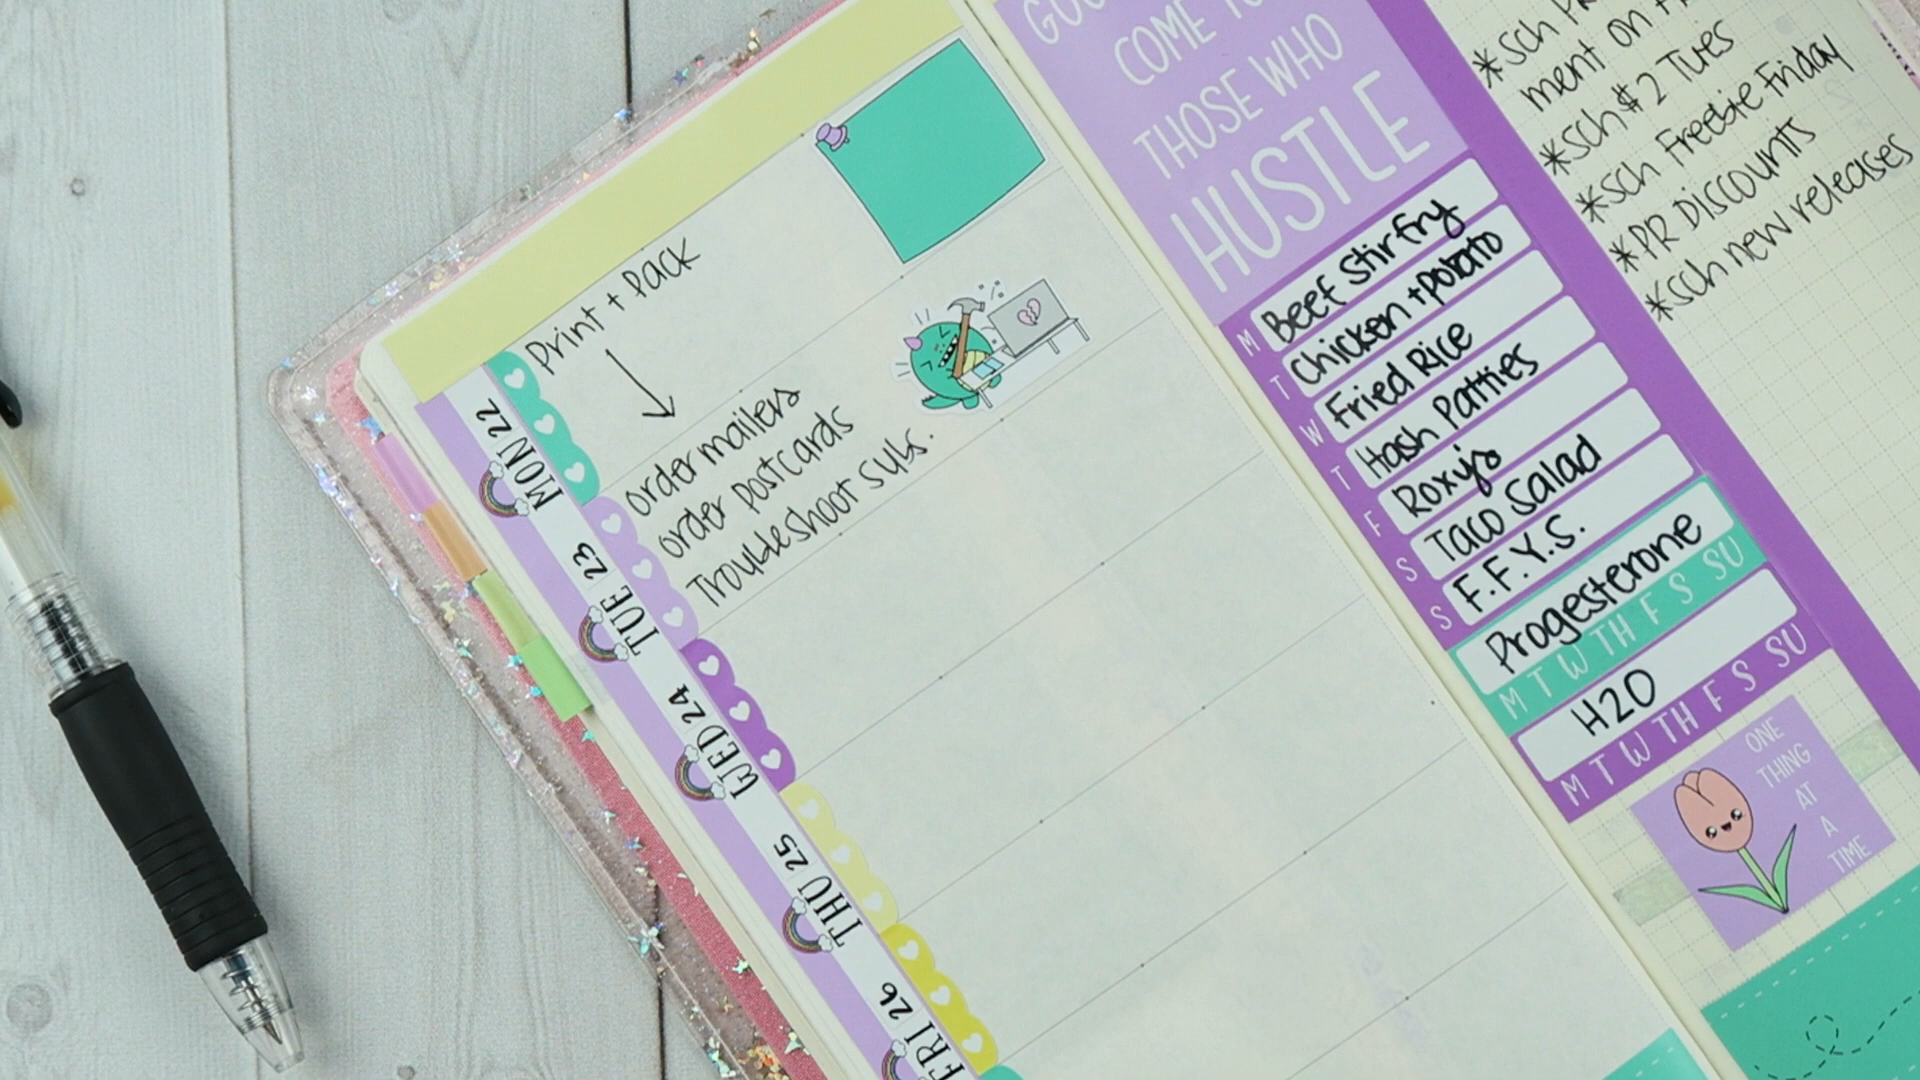 MON 22
Print + Pack
TUE 23
order mailers
order postcards
Troubleshoot subs.
WED 24
THU 25
FRI 26
COME
THOSE WHO
HUSTLE
M Beef Stir fry
T Chicken + potato
W Fried Rice
T Hash Patties
F Roxy's
S Taco Salad
S F.F.Y.S.
Progesterone
M T W TH F S SU
H2O
M T W TH F S SU
ONE
THING
AT
A
TIME
*sch
ment on
*sch $2 Tues
*sch Freebie Friday
*PR Discounts
*sch new releases